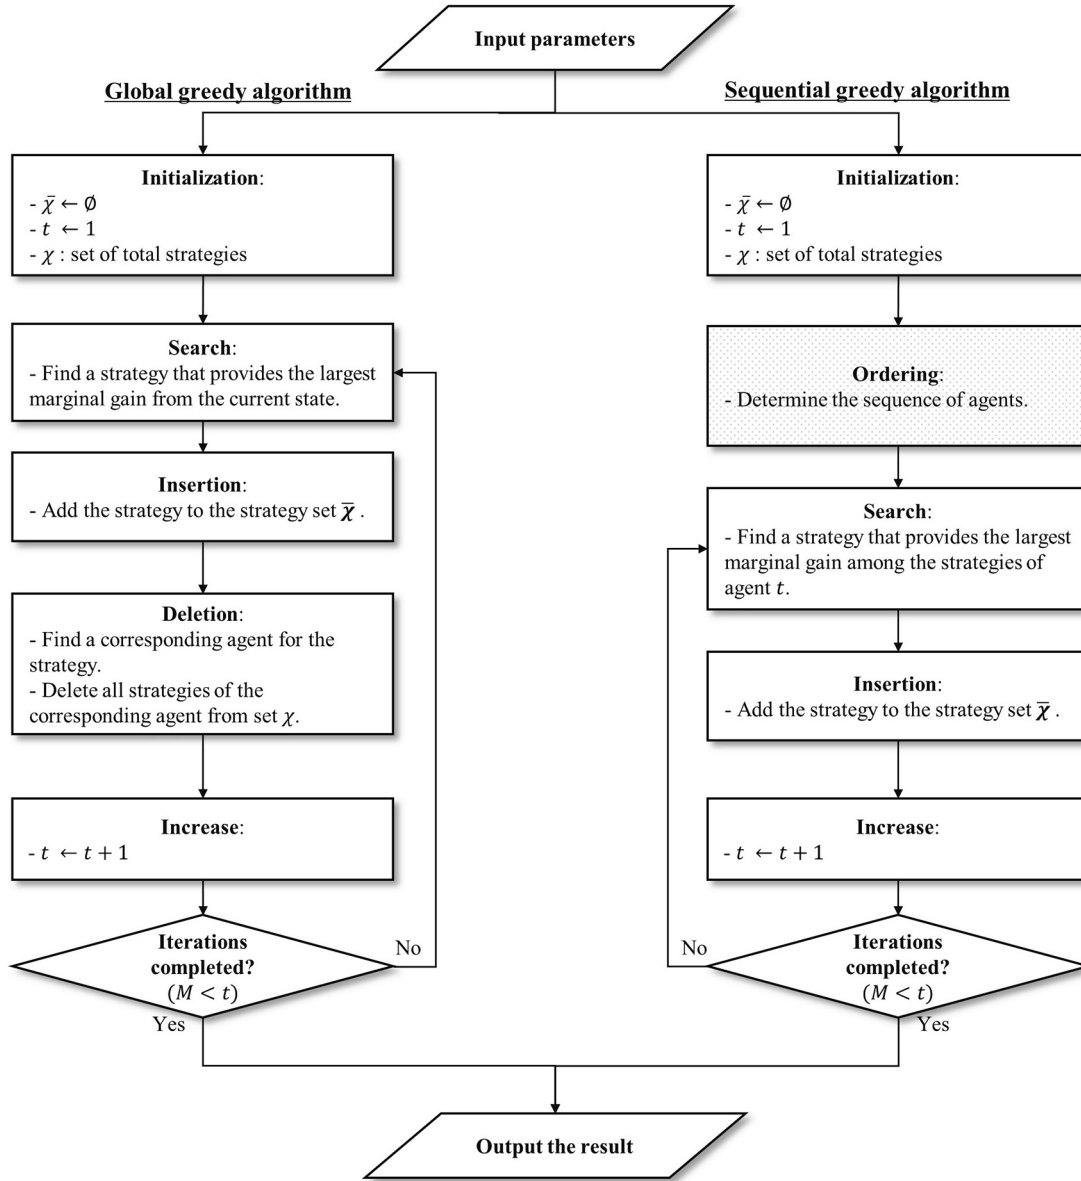 Input parameters
Global greedy algorithm
Initialization:
- χ̄ ← ∅
- t ← 1
- χ : set of total strategies
Search:
- Find a strategy that provides the largest
marginal gain from the current state.
Insertion:
- Add the strategy to the strategy set χ̄ .
Deletion:
- Find a corresponding agent for the
strategy.
- Delete all strategies of the
corresponding agent from set χ.
Increase:
- t ← t + 1
Iterations
completed?
(M < t)
No
Yes
Sequential greedy algorithm
Initialization:
- χ̄ ← ∅
- t ← 1
- χ : set of total strategies
Ordering:
- Determine the sequence of agents.
Search:
- Find a strategy that provides the largest
marginal gain among the strategies of
agent t.
Insertion:
- Add the strategy to the strategy set χ̄ .
Increase:
- t ← t + 1
Iterations
completed?
(M < t)
No
Yes
Output the result